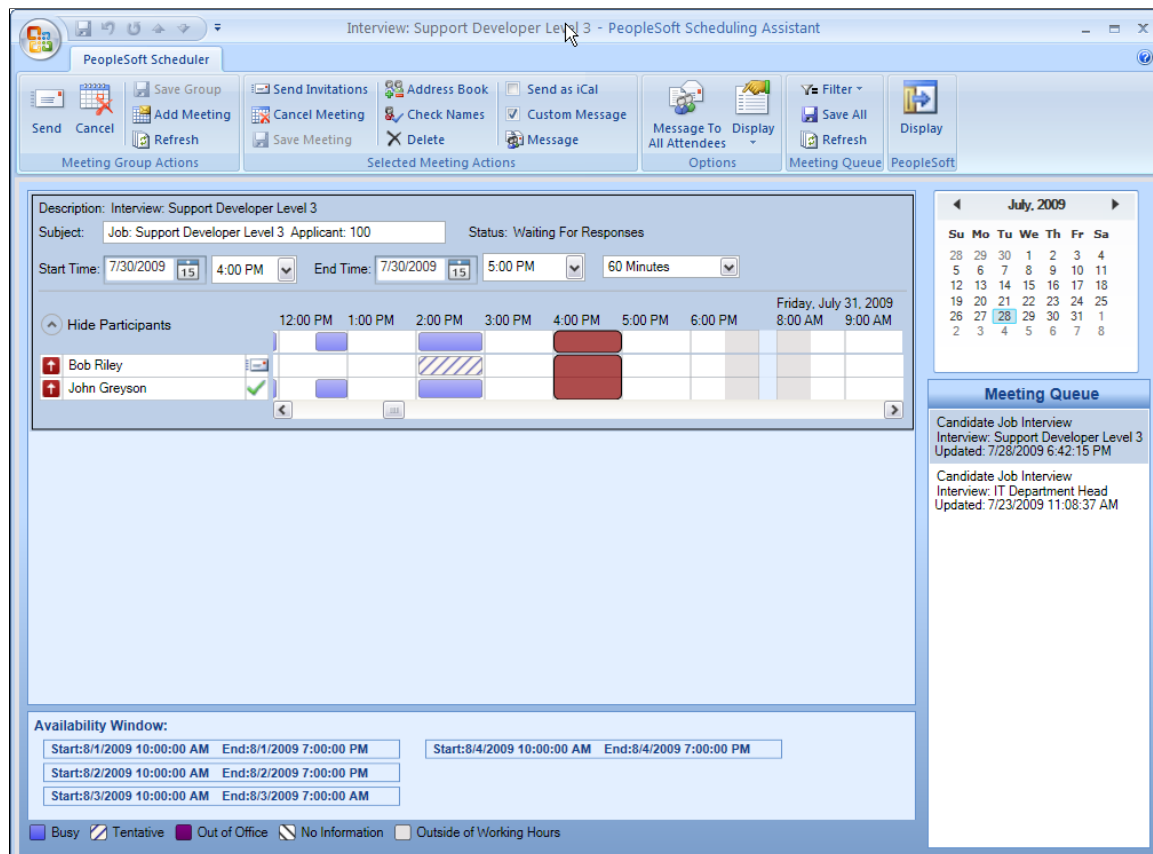 Interview: Support Developer Level 3 - PeopleSoft Scheduling Assistant
PeopleSoft Scheduler
Send
Cancel
Save Group
Add Meeting
Refresh
Meeting Group Actions
Send Invitations
Cancel Meeting
Save Meeting
Address Book
Check Names
Delete
Send as iCal
Custom Message
Message
Selected Meeting Actions
Message To All Attendees
Display
Options
Filter
Save All
Refresh
Meeting Queue
Display
PeopleSoft
Description: Interview: Support Developer Level 3
Subject: Job: Support Developer Level 3 Applicant: 100 Status: Waiting For Responses
Start Time: 7/30/2009 15 4:00 PM End Time: 7/30/2009 15 5:00 PM 60 Minutes
Friday, July 31, 2009
Hide Participants 12:00 PM 1:00 PM 2:00 PM 3:00 PM 4:00 PM 5:00 PM 6:00 PM 8:00 AM 9:00 AM
Bob Riley
John Greyson
July, 2009
Su Mo Tu We Th Fr Sa
28 29 30 1 2 3 4
5 6 7 8 9 10 11
12 13 14 15 16 17 18
19 20 21 22 23 24 25
26 27 28 29 30 31 1
2 3 4 5 6 7 8
Meeting Queue
Candidate Job Interview
Interview: Support Developer Level 3
Updated: 7/28/2009 6:42:15 PM
Candidate Job Interview
Interview: IT Department Head
Updated: 7/23/2009 11:08:37 AM
Availability Window:
Start:8/1/2009 10:00:00 AM End:8/1/2009 7:00:00 PM
Start:8/4/2009 10:00:00 AM End:8/4/2009 7:00:00 PM
Start:8/2/2009 10:00:00 AM End:8/2/2009 7:00:00 PM
Start:8/3/2009 10:00:00 AM End:8/3/2009 7:00:00 AM
Busy Tentative Out of Office No Information Outside of Working Hours